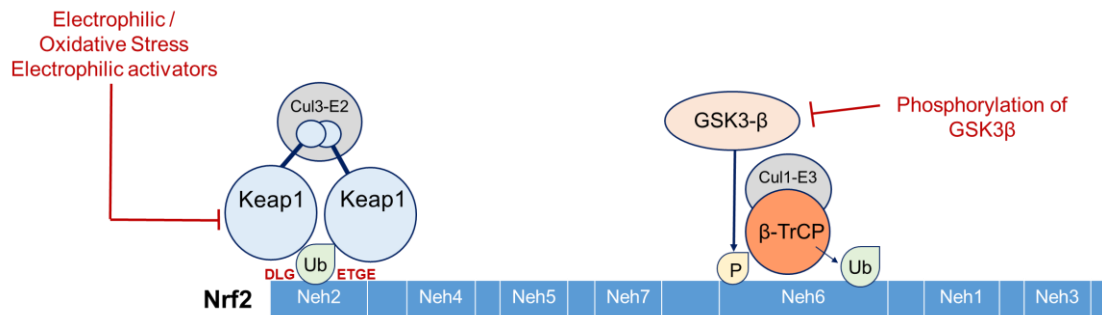 Electrophilic /
Oxidative Stress
Electrophilic activators
Cul3-E2
Keap1
Keap1
DLG
Ub
ETGE
GSK3-β
Phosphorylation of
GSK3β
Cul1-E3
β-TrCP
P
Ub
Nrf2
Neh2
Neh4
Neh5
Neh7
Neh6
Neh1
Neh3